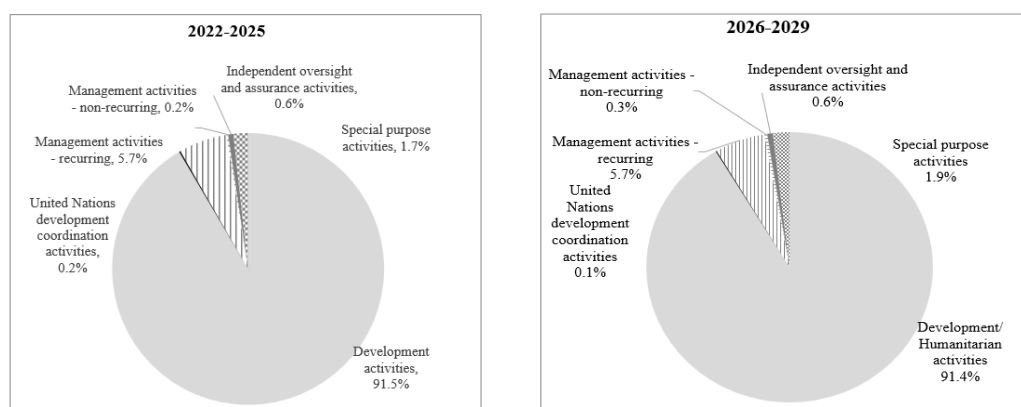 2022-2025
Independent oversight
and assurance activities,
0.6%
Management activities
- non-recurring, 0.2%
Special purpose
activities, 1.7%
Management activities
- recurring, 5.7%
United Nations
development
coordination
activities,
0.2%
Development
activities,
91.5%
2026-2029
Independent oversight and
assurance activities
0.6%
Management activities -
non-recurring
0.3%
Special purpose
activities
1.9%
Management activities -
recurring
5.7%
United
Nations
development
coordination
activities
0.1%
Development/
Humanitarian
activities
91.4%